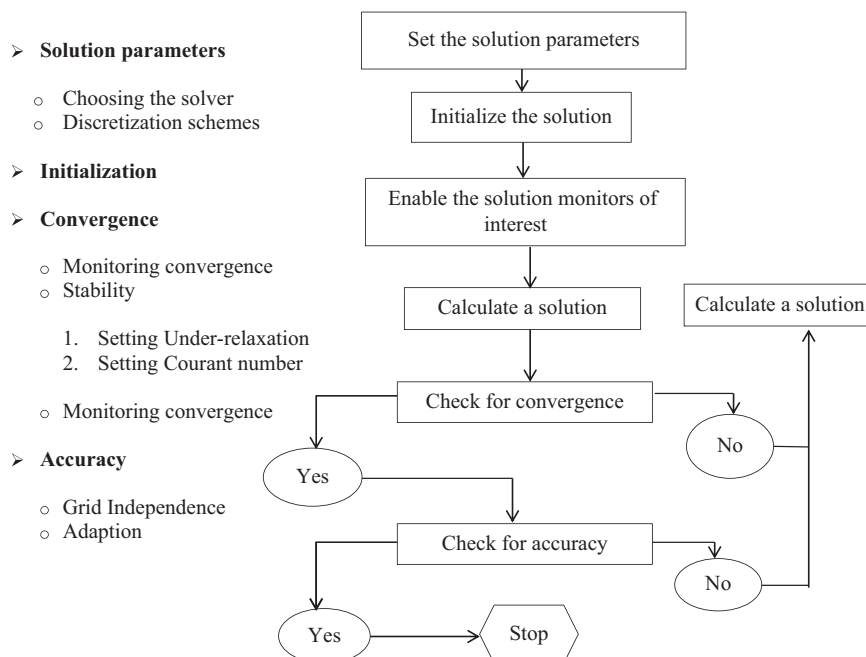 ➢ Solution parameters
o Choosing the solver
o Discretization schemes
➢ Initialization
➢ Convergence
o Monitoring convergence
o Stability
1. Setting Under-relaxation
2. Setting Courant number
o Monitoring convergence
➢ Accuracy
o Grid Independence
o Adaption
Set the solution parameters
Initialize the solution
Enable the solution monitors of
interest
Calculate a solution
Calculate a solution
Check for convergence
No
Yes
Check for accuracy
No
Yes
Stop